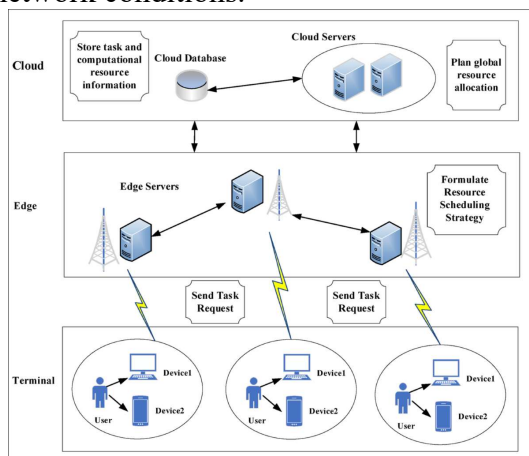 network conditions.
Cloud Servers
Store task and
computational
resource
information
Cloud Database
Cloud
Plan global
resource
allocation
Edge Servers
Formulate
Resource
Scheduling
Strategy
Edge
Send Task
Request
Send Task
Request
Terminal
Device1
Device2
User
Device1
Device2
User
Device1
Device2
User